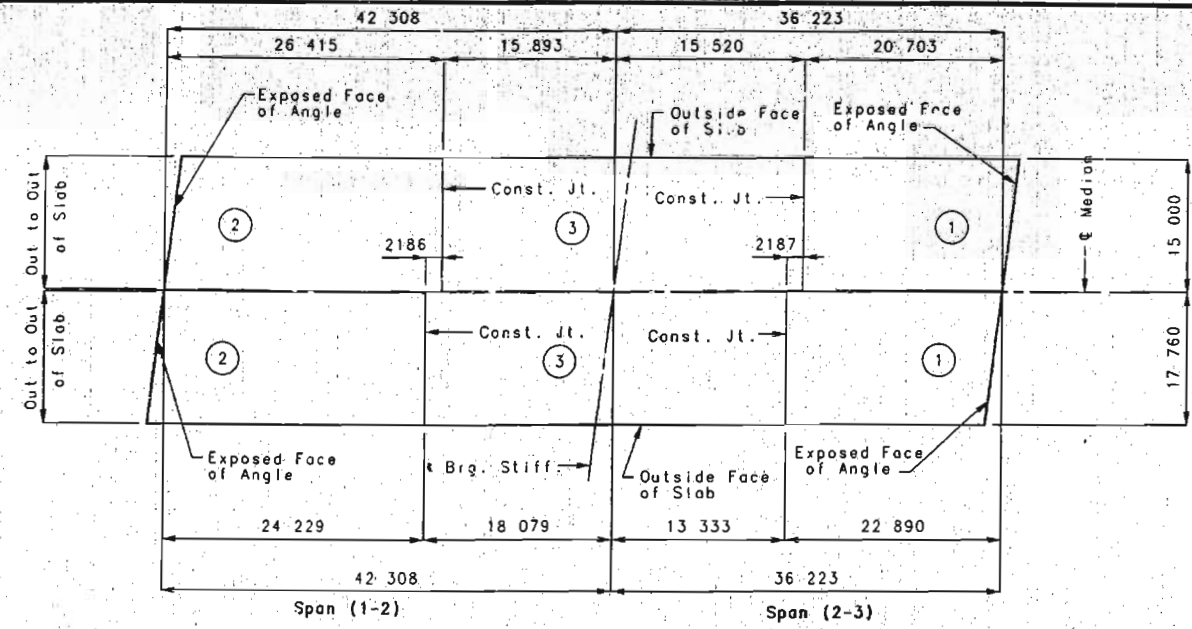 42 308
36 223
26 415
15 893
15 520
20 703
Exposed Face
of Angle
Outside Face
of Slab
Exposed Face
of Angle
Out to Out
of Slab
Const. Jt.
Const. Jt.
℄ Median
15 000
2
3
1
2186
2187
Out to Out
of Slab
Const. Jt.
Const. Jt.
2
3
1
17 760
Exposed Face
of Angle
℄ Brg. Stiff.
Outside Face
of Slab
Exposed Face
of Angle
24 229
18 079
13 333
22 890
42 308
36 223
Span (1-2)
Span (2-3)